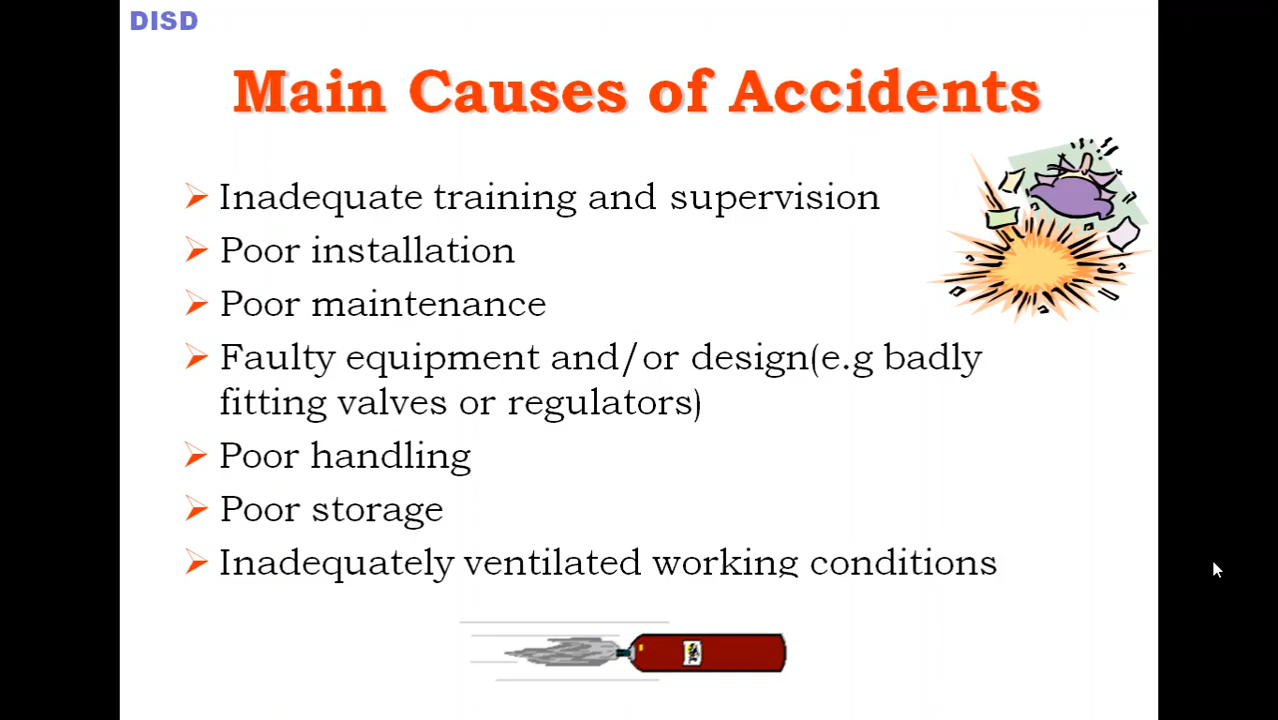 DISD
Main Causes of Accidents
Inadequate training and supervision
Poor installation
Poor maintenance
Faulty equipment and/or design(e.g badly
fitting valves or regulators)
Poor handling
Poor storage
Inadequately ventilated working conditions